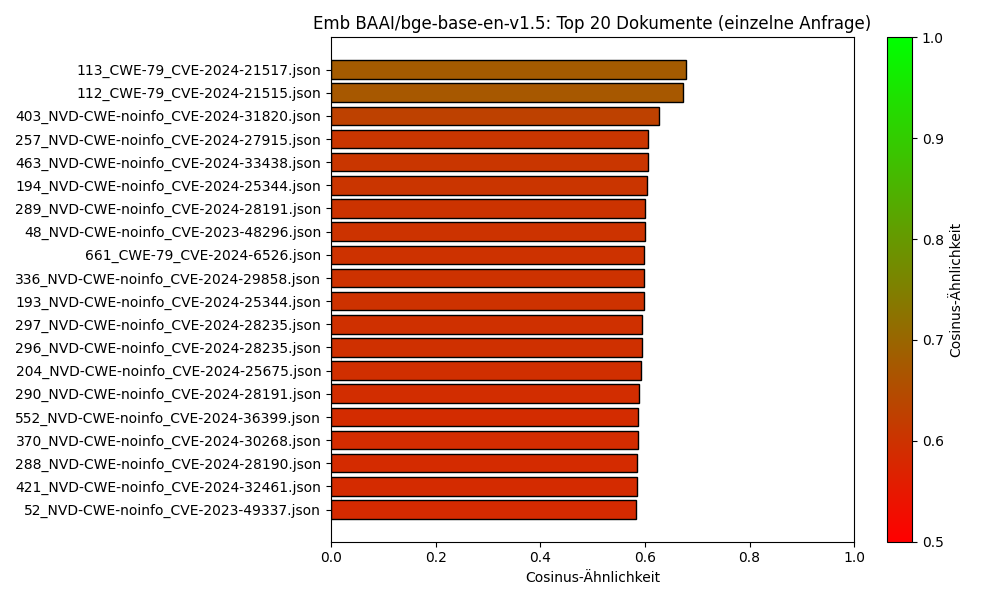 Emb BAAI/bge-base-en-v1.5: Top 20 Dokumente (einzelne Anfrage)
113_CWE-79_CVE-2024-21517.json
112_CWE-79_CVE-2024-21515.json
403_NVD-CWE-noinfo_CVE-2024-31820.json
257_NVD-CWE-noinfo_CVE-2024-27915.json
463_NVD-CWE-noinfo_CVE-2024-33438.json
194_NVD-CWE-noinfo_CVE-2024-25344.json
289_NVD-CWE-noinfo_CVE-2024-28191.json
48_NVD-CWE-noinfo_CVE-2023-48296.json
661_CWE-79_CVE-2024-6526.json
336_NVD-CWE-noinfo_CVE-2024-29858.json
193_NVD-CWE-noinfo_CVE-2024-25344.json
297_NVD-CWE-noinfo_CVE-2024-28235.json
296_NVD-CWE-noinfo_CVE-2024-28235.json
204_NVD-CWE-noinfo_CVE-2024-25675.json
290_NVD-CWE-noinfo_CVE-2024-28191.json
552_NVD-CWE-noinfo_CVE-2024-36399.json
370_NVD-CWE-noinfo_CVE-2024-30268.json
288_NVD-CWE-noinfo_CVE-2024-28190.json
421_NVD-CWE-noinfo_CVE-2024-32461.json
52_NVD-CWE-noinfo_CVE-2023-49337.json
0.0 0.2 0.4 0.6 0.8 1.0
Cosinus-Ähnlichkeit
1.0
0.9
0.8
0.7
0.6
0.5
Cosinus-Ähnlichkeit